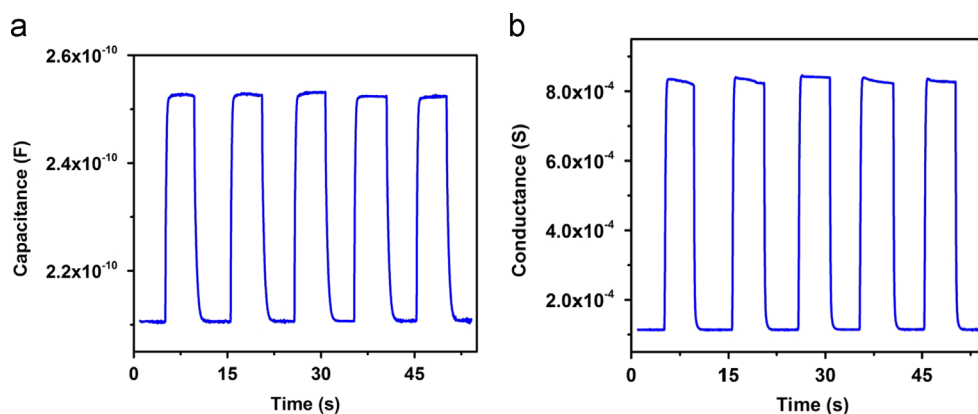 a
2.6x10⁻¹⁰
2.4x10⁻¹⁰
2.2x10⁻¹⁰
Capacitance (F)
0 15 30 45
Time (s)
b
8.0x10⁻⁴
6.0x10⁻⁴
4.0x10⁻⁴
2.0x10⁻⁴
Conductance (S)
0 15 30 45
Time (s)